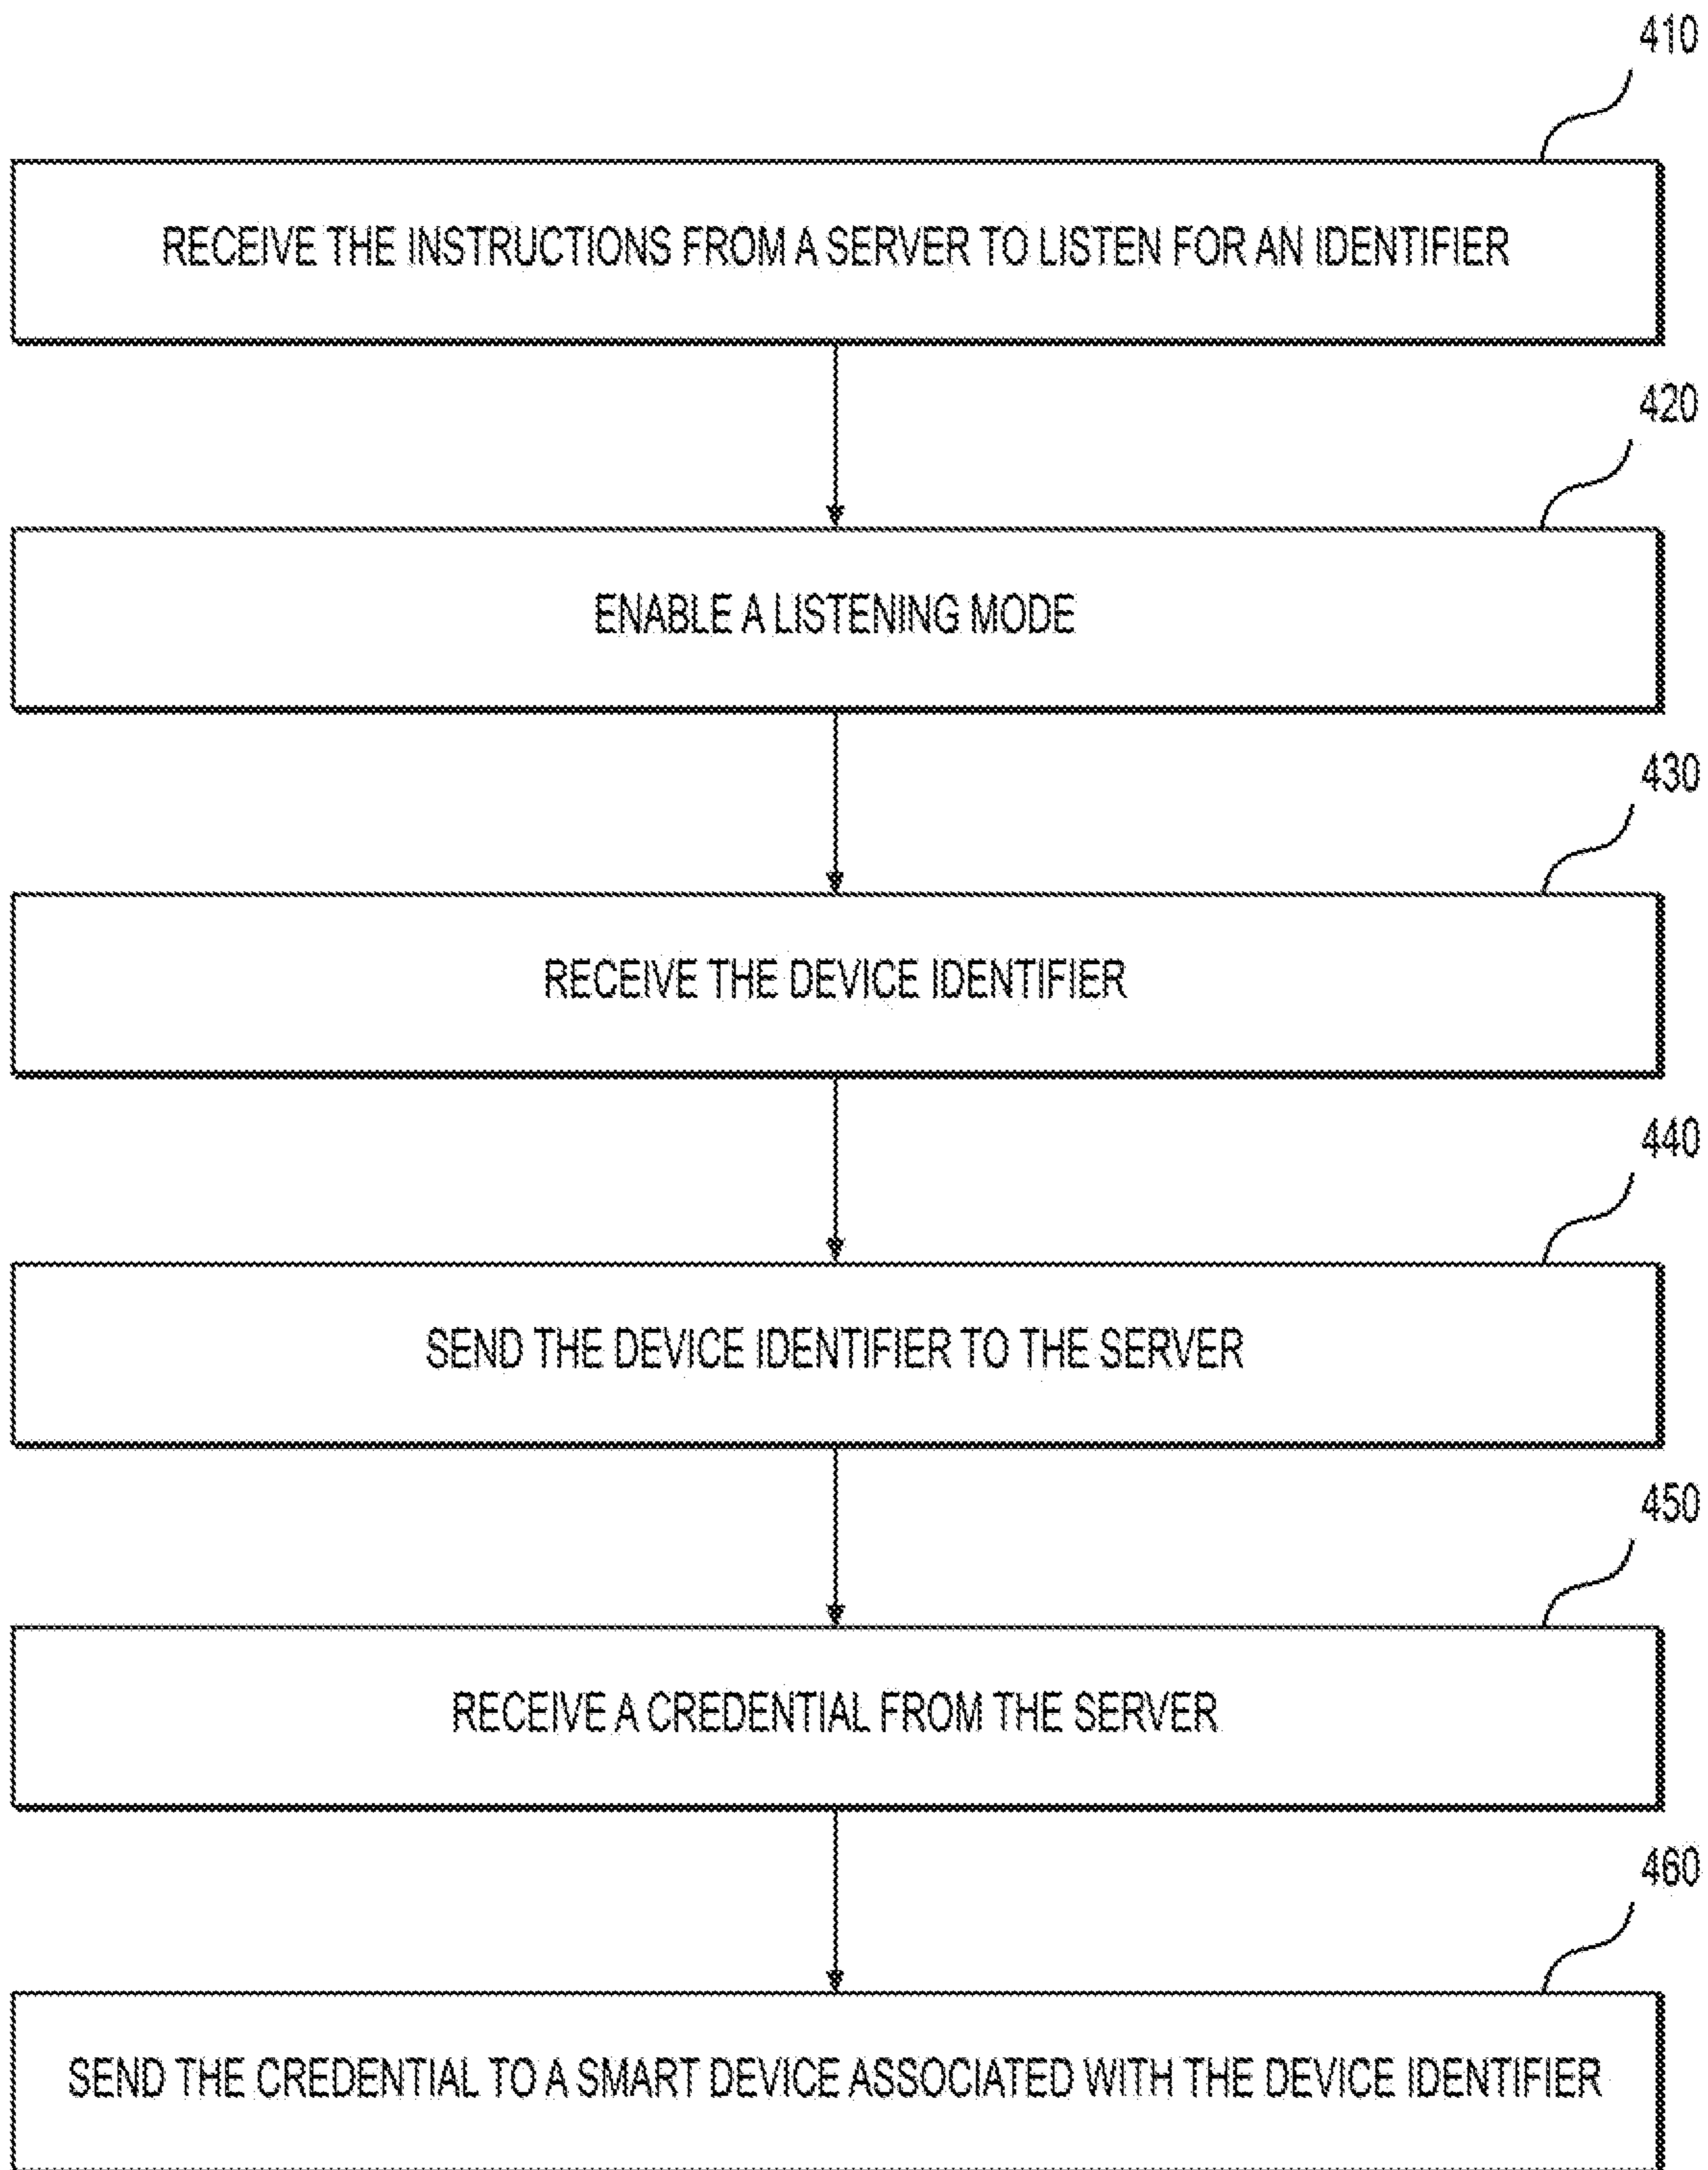 410
RECEIVE THE INSTRUCTIONS FROM A SERVER TO LISTEN FOR AN IDENTIFIER
420
ENABLE A LISTENING MODE
430
RECEIVE THE DEVICE IDENTIFIER
440
SEND THE DEVICE IDENTIFIER TO THE SERVER
450
RECEIVE A CREDENTIAL FROM THE SERVER
460
SEND THE CREDENTIAL TO A SMART DEVICE ASSOCIATED WITH THE DEVICE IDENTIFIER